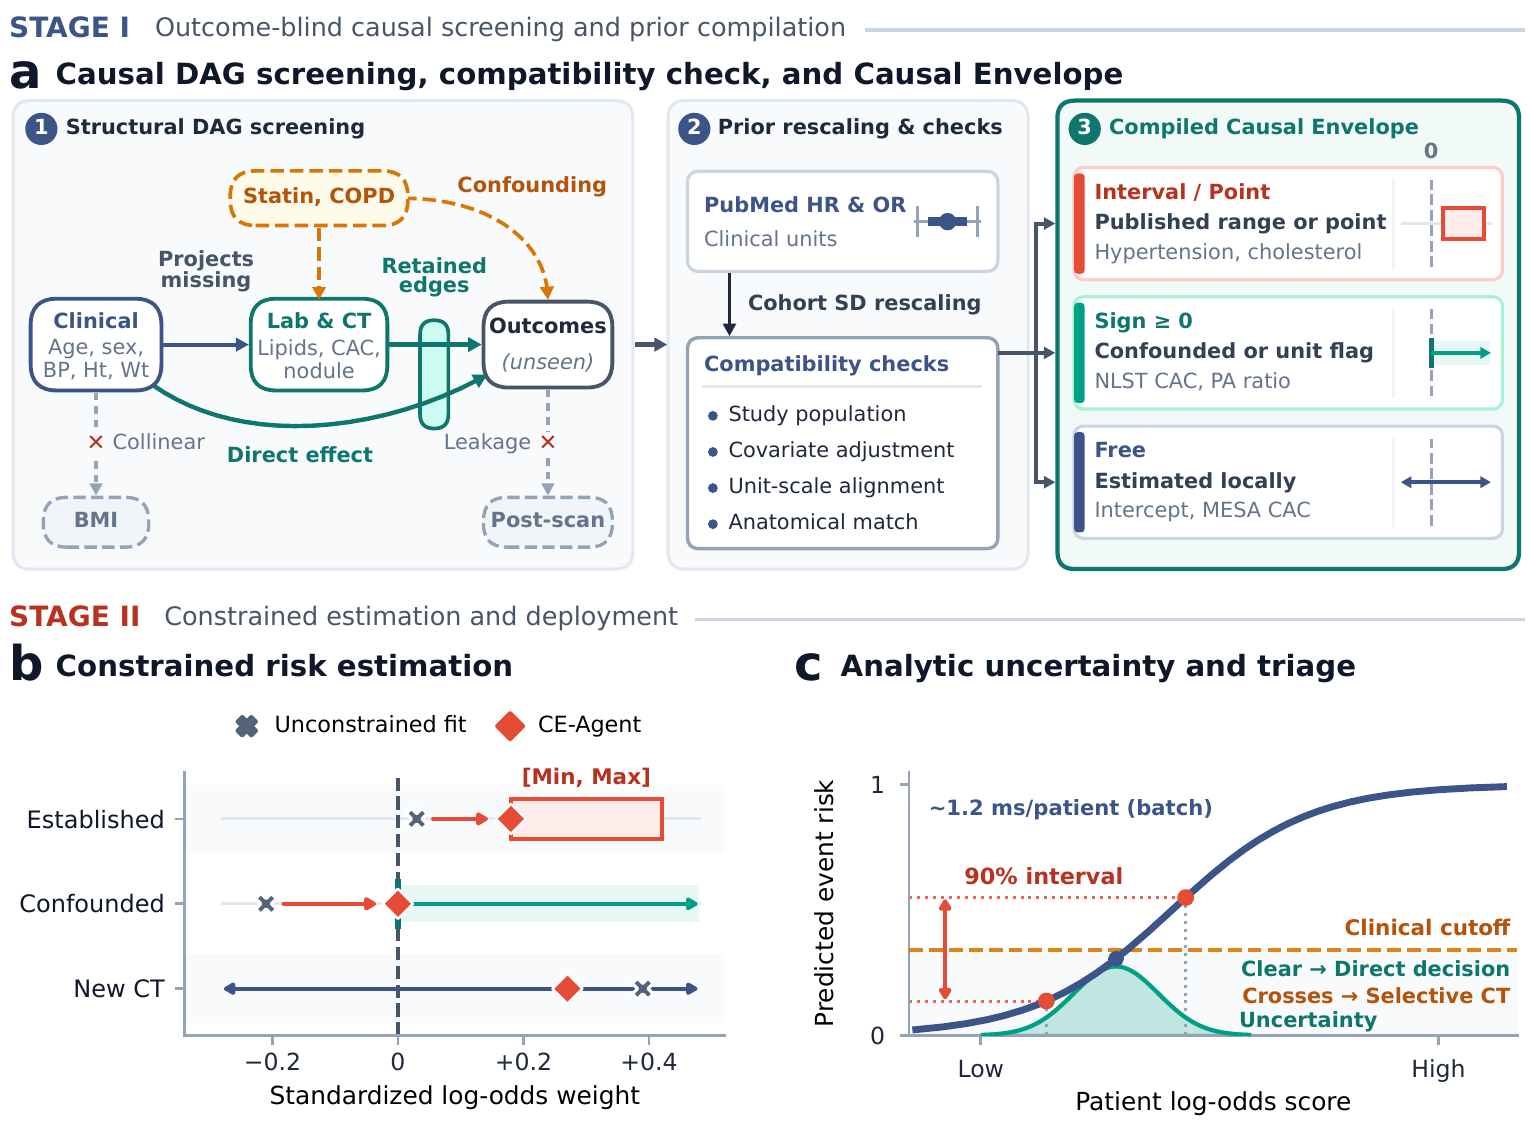 STAGE I Outcome-blind causal screening and prior compilation
a Causal DAG screening, compatibility check, and Causal Envelope
1 Structural DAG screening
Statin, COPD
Confounding
Projects
missing
Retained
edges
Clinical
Age, sex,
BP, Ht, Wt
Lab & CT
Lipids, CAC,
nodule
Outcomes
(unseen)
✕ Collinear
Direct effect
Leakage ✕
BMI
Post-scan
2 Prior rescaling & checks
PubMed HR & OR
Clinical units
Cohort SD rescaling
Compatibility checks
• Study population
• Covariate adjustment
• Unit-scale alignment
• Anatomical match
3 Compiled Causal Envelope
0
Interval / Point
Published range or point
Hypertension, cholesterol
Sign ≥ 0
Confounded or unit flag
NLST CAC, PA ratio
Free
Estimated locally
Intercept, MESA CAC
STAGE II Constrained estimation and deployment
b Constrained risk estimation
Unconstrained fit CE-Agent
[Min, Max]
Established
Confounded
New CT
−0.2 0 +0.2 +0.4
Standardized log-odds weight
c Analytic uncertainty and triage
Predicted event risk
1
0
~1.2 ms/patient (batch)
90% interval
Clinical cutoff
Clear → Direct decision
Crosses → Selective CT
Uncertainty
Low High
Patient log-odds score